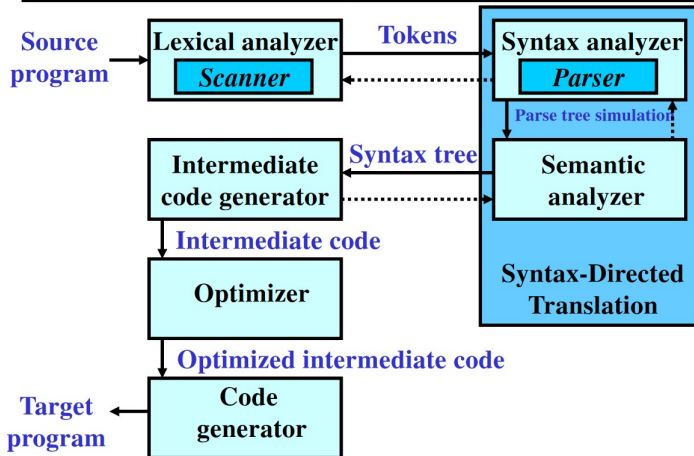 Source
program
Lexical analyzer
Scanner
Tokens
Syntax analyzer
Parser
Parse tree simulation
Intermediate
code generator
Syntax tree
Semantic
analyzer
Intermediate code
Syntax-Directed
Translation
Optimizer
Optimized intermediate code
Target
program
Code
generator